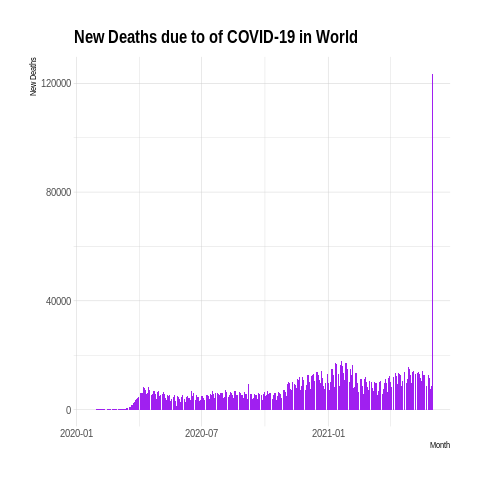 New Deaths due to of COVID-19 in World
New Deaths
120000
80000
40000
0
2020-01
2020-07
2021-01
Month